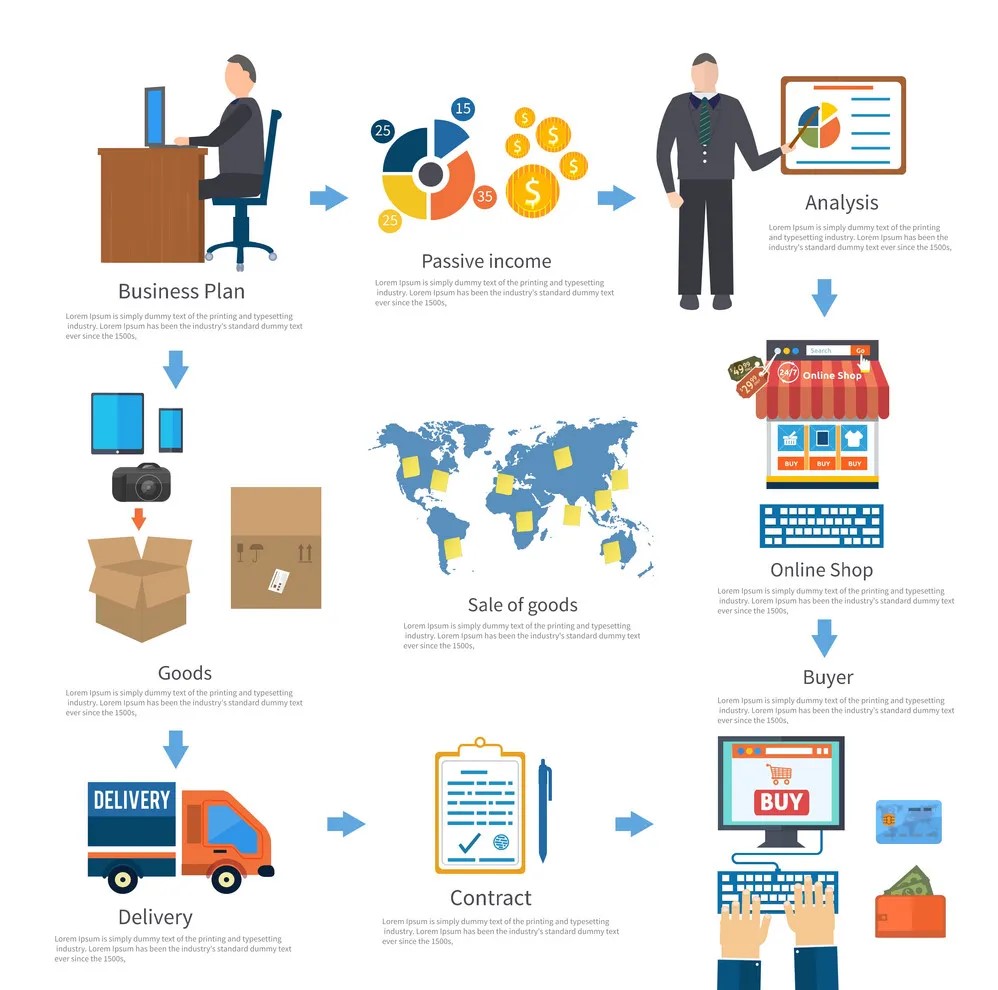 15
25
35
25
$
$
$
$
$
Business Plan
Lorem Ipsum is simply dummy text of the printing and typesetting
industry. Lorem Ipsum has been the industry's standard dummy text
ever since the 1500s,
Passive income
Lorem Ipsum is simply dummy text of the printing and typesetting
industry. Lorem Ipsum has been the industry's standard dummy text
ever since the 1500s,
Analysis
Lorem Ipsum is simply dummy text of the printing
and typesetting industry. Lorem Ipsum has been the
industry's standard dummy text ever since the 1500s,
Search
Go
$49.99
$29.99
24/7
Online Shop
BUY
BUY
BUY
Online Shop
Lorem Ipsum is simply dummy text of the printing and typesetting
industry. Lorem Ipsum has been the industry's standard dummy text
ever since the 1500s,
Sale of goods
Lorem Ipsum is simply dummy text of the printing and typesetting
industry. Lorem Ipsum has been the industry's standard dummy text
ever since the 1500s,
Goods
Lorem Ipsum is simply dummy text of the printing and typesetting
industry. Lorem Ipsum has been the industry's standard dummy text
ever since the 1500s,
Buyer
Lorem Ipsum is simply dummy text of the printing and typesetting
industry. Lorem Ipsum has been the industry's standard dummy text
ever since the 1500s,
DELIVERY
BUY
Delivery
Lorem Ipsum is simply dummy text of the printing and typesetting
industry. Lorem Ipsum has been the industry's standard dummy text
ever since the 1500s,
Contract
Lorem Ipsum is simply dummy text of the printing and typesetting
industry. Lorem Ipsum has been the industry's standard dummy text
ever since the 1500s,